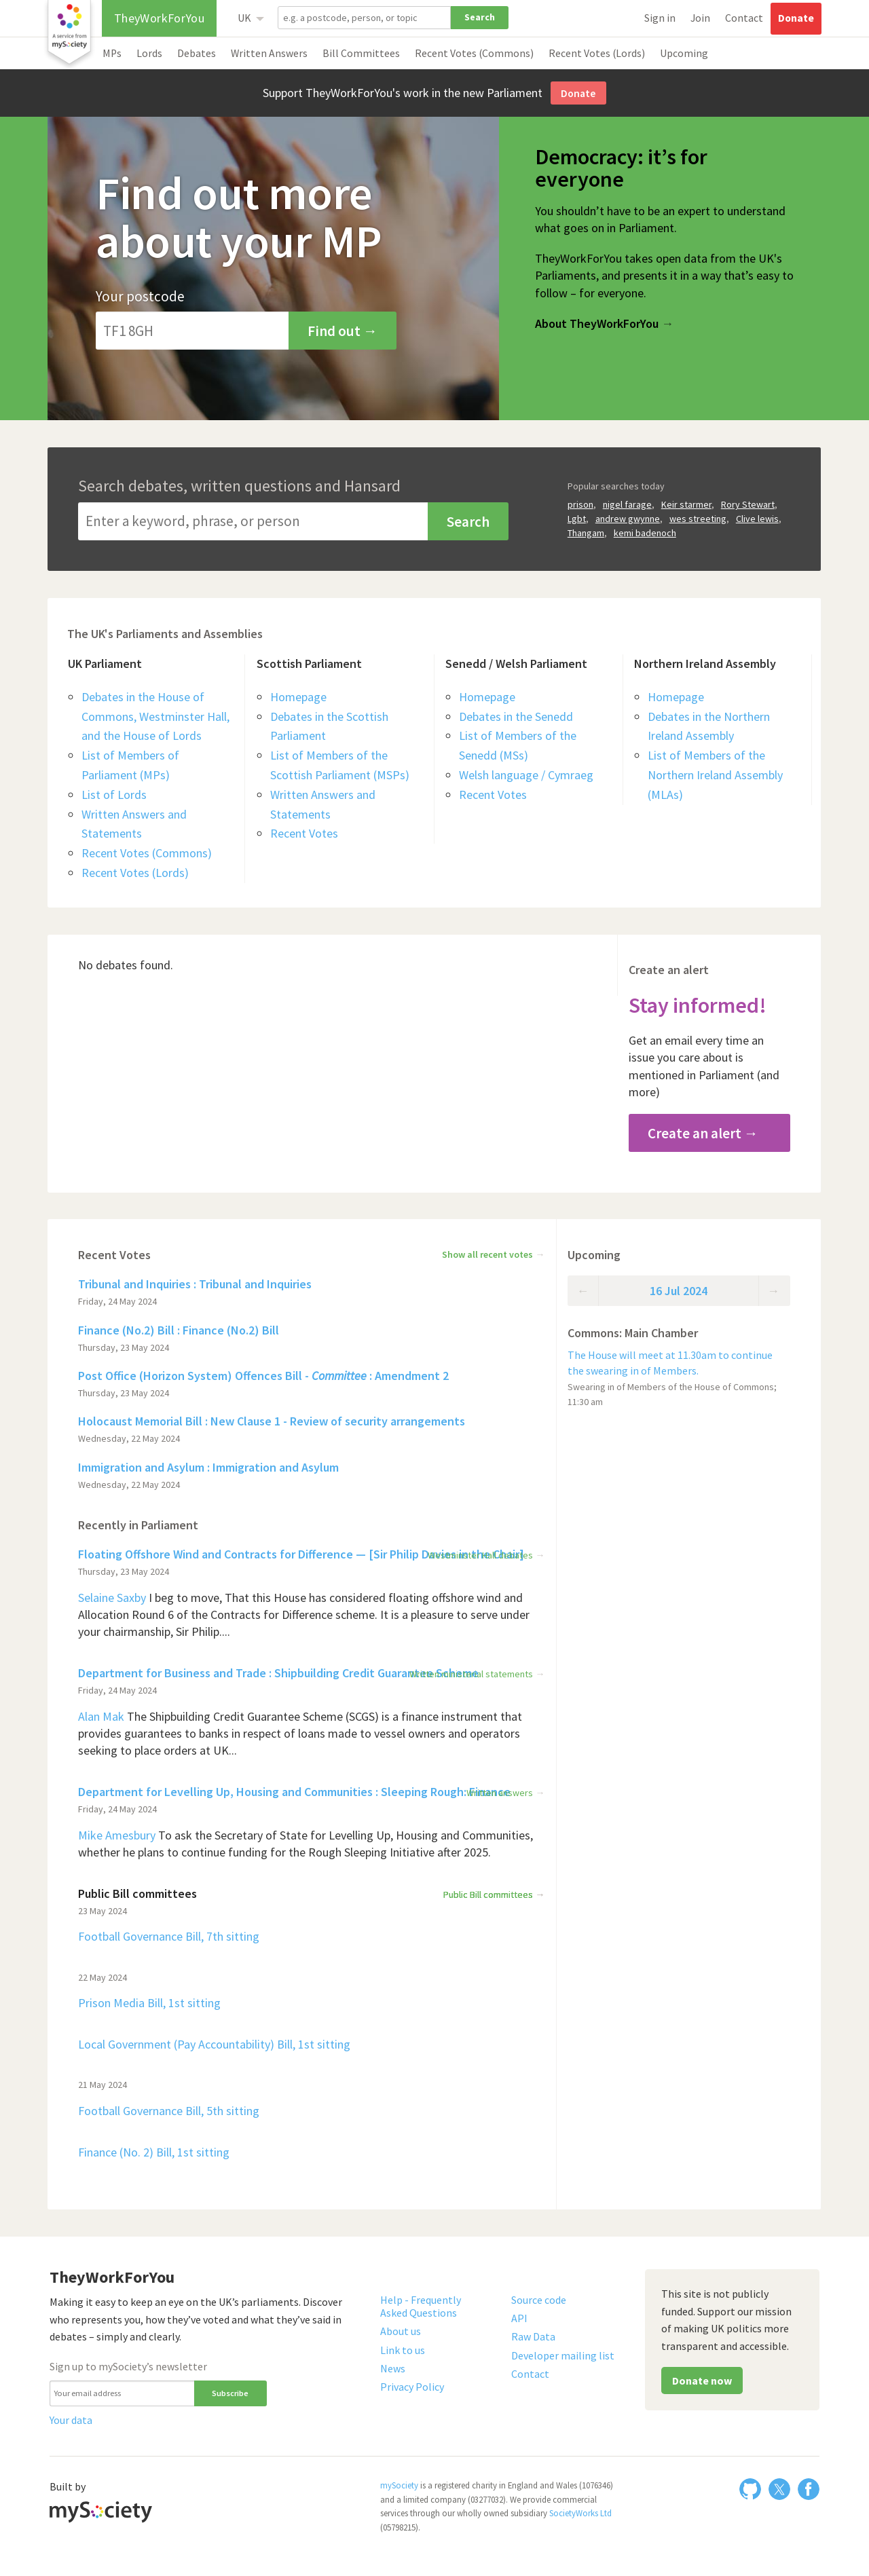 A service from
mySociety
TheyWorkForYou
UK
e.g. a postcode, person, or topic
Search
Sign in
Join
Contact
Donate
MPs
Lords
Debates
Written Answers
Bill Committees
Recent Votes (Commons)
Recent Votes (Lords)
Upcoming
Support TheyWorkForYou's work in the new Parliament
Donate
Find out more
about your MP
Your postcode
TF1 8GH
Find out →
Democracy: it’s for
everyone
You shouldn’t have to be an expert to understand
what goes on in Parliament.
TheyWorkForYou takes open data from the UK's
Parliaments, and presents it in a way that’s easy to
follow – for everyone.
About TheyWorkForYou →
Search debates, written questions and Hansard
Enter a keyword, phrase, or person
Search
Popular searches today
prison, nigel farage, Keir starmer, Rory Stewart,
Lgbt, andrew gwynne, wes streeting, Clive lewis,
Thangam, kemi badenoch
The UK's Parliaments and Assemblies
UK Parliament
Debates in the House of
Commons, Westminster Hall,
and the House of Lords
List of Members of
Parliament (MPs)
List of Lords
Written Answers and
Statements
Recent Votes (Commons)
Recent Votes (Lords)
Scottish Parliament
Homepage
Debates in the Scottish
Parliament
List of Members of the
Scottish Parliament (MSPs)
Written Answers and
Statements
Recent Votes
Senedd / Welsh Parliament
Homepage
Debates in the Senedd
List of Members of the
Senedd (MSs)
Welsh language / Cymraeg
Recent Votes
Northern Ireland Assembly
Homepage
Debates in the Northern
Ireland Assembly
List of Members of the
Northern Ireland Assembly
(MLAs)
No debates found.
Create an alert
Stay informed!
Get an email every time an
issue you care about is
mentioned in Parliament (and
more)
Create an alert →
Recent Votes
Show all recent votes →
Tribunal and Inquiries : Tribunal and Inquiries
Friday, 24 May 2024
Finance (No.2) Bill : Finance (No.2) Bill
Thursday, 23 May 2024
Post Office (Horizon System) Offences Bill - Committee : Amendment 2
Thursday, 23 May 2024
Holocaust Memorial Bill : New Clause 1 - Review of security arrangements
Wednesday, 22 May 2024
Immigration and Asylum : Immigration and Asylum
Wednesday, 22 May 2024
Upcoming
← 16 Jul 2024 →
Commons: Main Chamber
The House will meet at 11.30am to continue
the swearing in of Members.
Swearing in of Members of the House of Commons;
11:30 am
Recently in Parliament
Floating Offshore Wind and Contracts for Difference — [Sir Philip Davies in the Chair]
Thursday, 23 May 2024
Selaine Saxby I beg to move, That this House has considered floating offshore wind and
Allocation Round 6 of the Contracts for Difference scheme. It is a pleasure to serve under
your chairmanship, Sir Philip....
Department for Business and Trade : Shipbuilding Credit Guarantee Scheme
Friday, 24 May 2024
Alan Mak The Shipbuilding Credit Guarantee Scheme (SCGS) is a finance instrument that
provides guarantees to banks in respect of loans made to vessel owners and operators
seeking to place orders at UK...
Department for Levelling Up, Housing and Communities : Sleeping Rough: Finance
Friday, 24 May 2024
Mike Amesbury To ask the Secretary of State for Levelling Up, Housing and Communities,
whether he plans to continue funding for the Rough Sleeping Initiative after 2025.
Public Bill committees
Public Bill committees →
23 May 2024
Football Governance Bill, 7th sitting
22 May 2024
Prison Media Bill, 1st sitting
Local Government (Pay Accountability) Bill, 1st sitting
21 May 2024
Football Governance Bill, 5th sitting
Finance (No. 2) Bill, 1st sitting
TheyWorkForYou
Making it easy to keep an eye on the UK’s parliaments. Discover
who represents you, how they’ve voted and what they’ve said in
debates – simply and clearly.
Sign up to mySociety’s newsletter
Your email address
Subscribe
Your data
Help - Frequently
Asked Questions
About us
Link to us
News
Privacy Policy
Source code
API
Raw Data
Developer mailing list
Contact
This site is not publicly
funded. Support our mission
of making UK politics more
transparent and accessible.
Donate now
Built by
mySociety
mySociety is a registered charity in England and Wales (1076346)
and a limited company (03277032). We provide commercial
services through our wholly owned subsidiary SocietyWorks Ltd
(05798215).